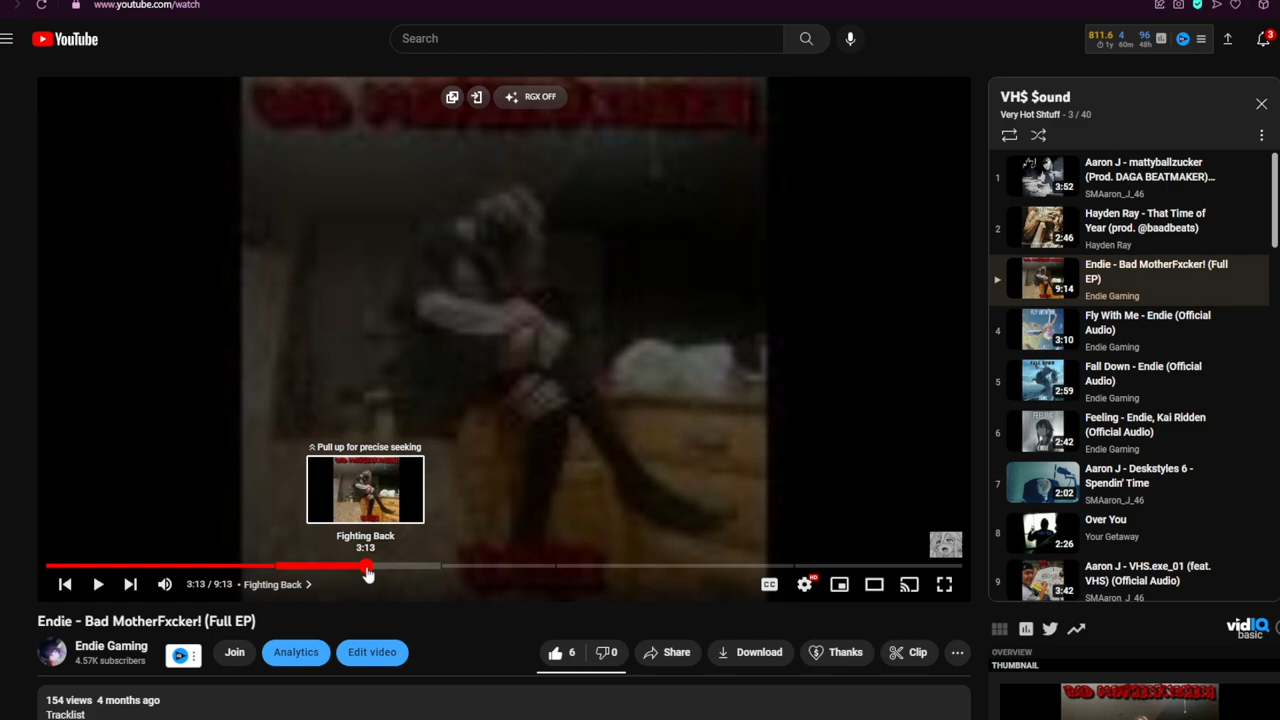 www.youtube.com/watch
YouTube
Search
811.6 4 96
1y 60m 48h
3
RGX OFF
VH$ $ound
Very Hot Shtuff - 3 / 40
1
3:52
Aaron J - mattyballzucker
(Prod. DAGA BEATMAKER)...
SMAaron_J_46
2
2:46
Hayden Ray - That Time of
Year (prod. @baadbeats)
Hayden Ray
9:14
Endie - Bad MotherFxcker! (Full
EP)
Endie Gaming
4
3:10
Fly With Me - Endie (Official
Audio)
Endie Gaming
5
2:59
Fall Down - Endie (Official
Audio)
Endie Gaming
6
2:42
Feeling - Endie, Kai Ridden
(Official Audio)
Endie Gaming
7
2:02
Aaron J - Deskstyles 6 -
Spendin' Time
SMAaron_J_46
8
2:26
Over You
Your Getaway
9
3:42
Aaron J - VHS.exe_01 (feat.
VHS) (Official Audio)
SMAaron_J_46
Pull up for precise seeking
Fighting Back
3:13
3:13 / 9:13 • Fighting Back
CC
HD
Endie - Bad MotherFxcker! (Full EP)
Endie Gaming
4.57K subscribers
Join
Analytics
Edit video
6
0
Share
Download
Thanks
Clip
154 views 4 months ago
Tracklist
vidIQ
basic
OVERVIEW
THUMBNAIL